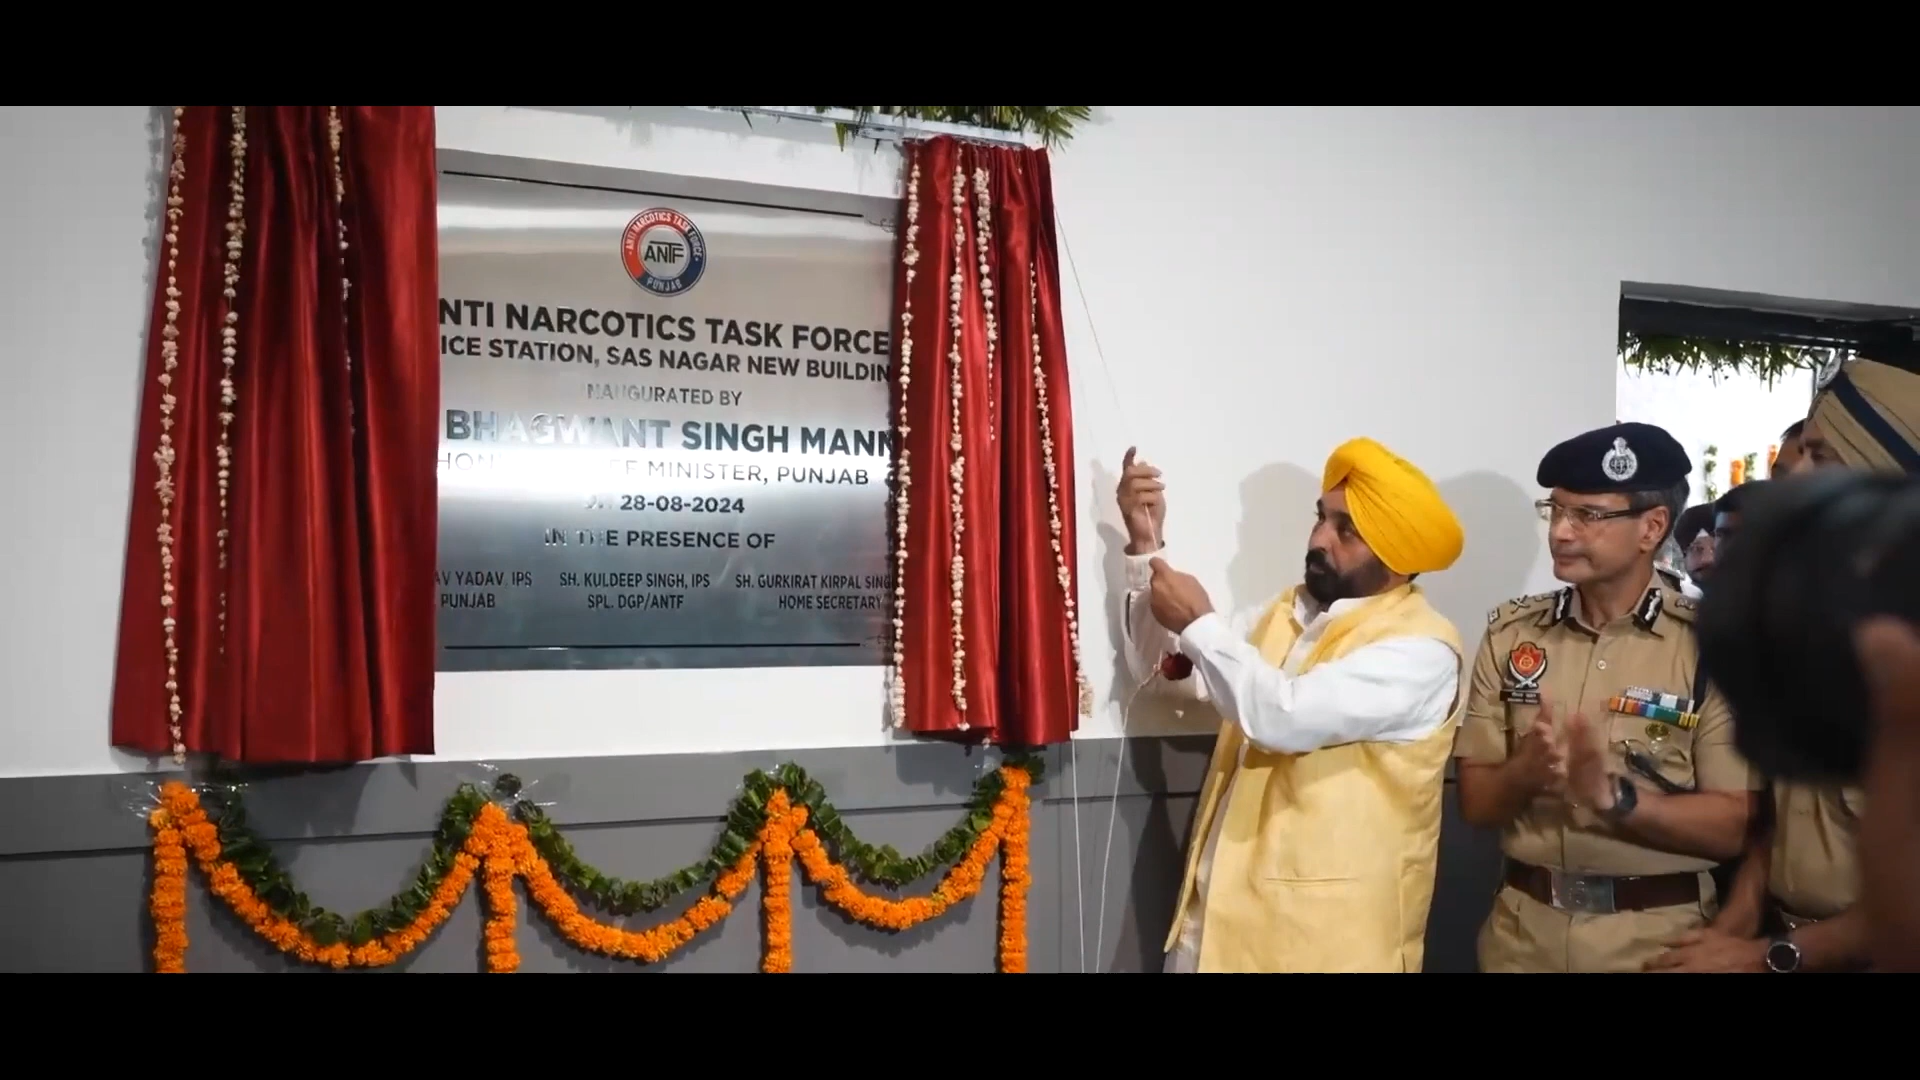 ANTI NARCOTICS TASK FORCE
ANTF
PUNJAB
NTI NARCOTICS TASK FORCE
ICE STATION, SAS NAGAR NEW BUILDIN
INAUGURATED BY
BHAGWANT SINGH MANN
HON MINISTER, PUNJAB
28-08-2024
IN THE PRESENCE OF
AV YADAV, IPS SH. KULDEEP SINGH, IPS SH. GURKIRAT KIRPAL SING
PUNJAB SPL. DGP/ANTF HOME SECRETARY